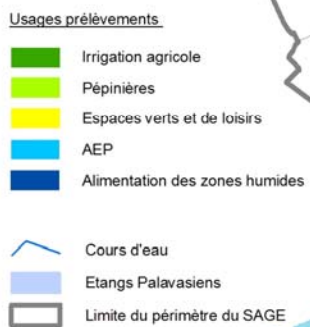 Usages prélèvements
Irrigation agricole
Pépinières
Espaces verts et de loisirs
AEP
Alimentation des zones humides
Cours d'eau
Etangs Palavasiens
Limite du périmètre du SAGE